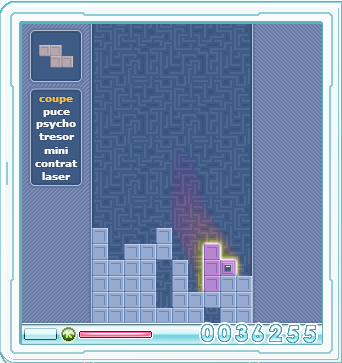 coupe
puce
psycho
tresor
mini
contrat
laser
0036255